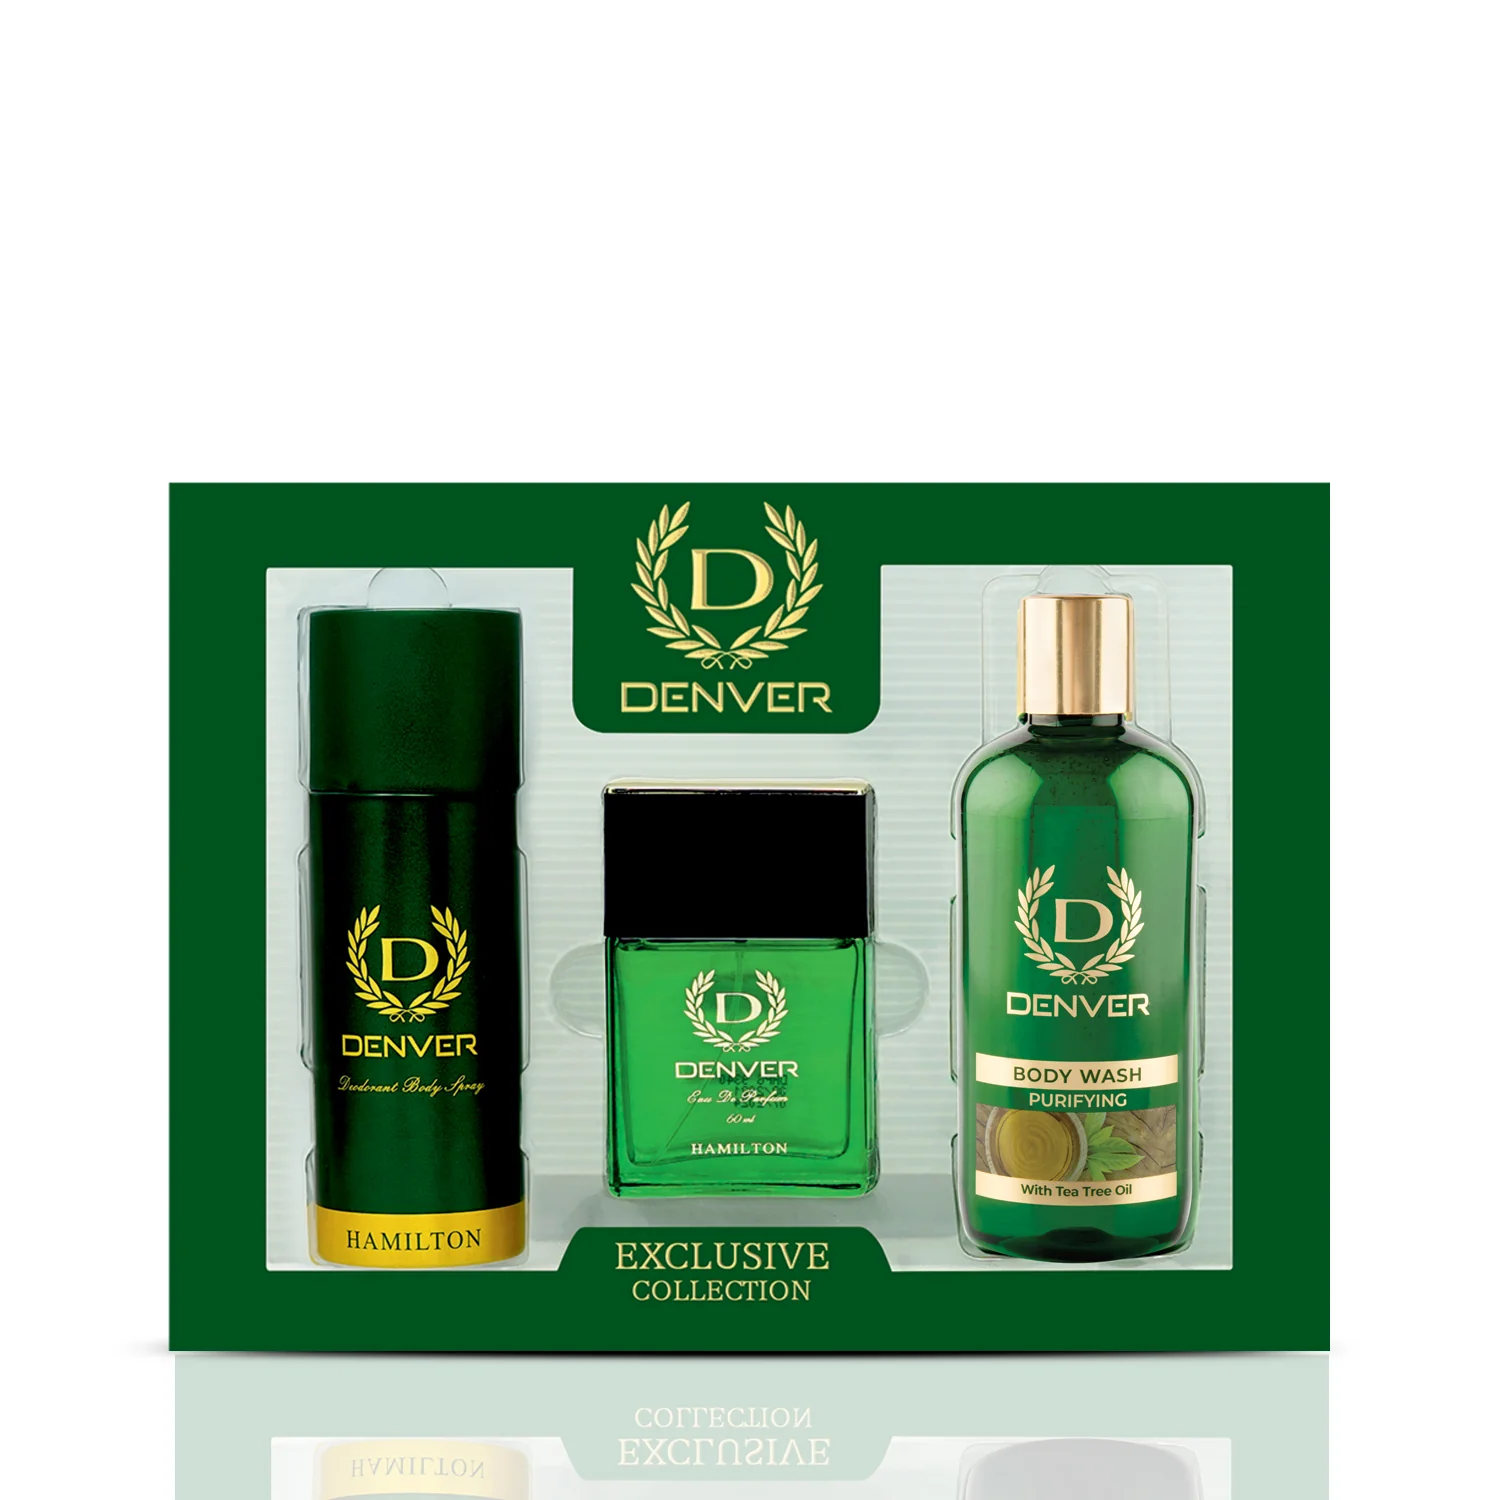 D
DENVER
D
DENVER
Deodorant Body Spray
HAMILTON
D
DENVER
Eau De Parfum
60 ml
HAMILTON
D
DENVER
BODY WASH
PURIFYING
With Tea Tree Oil
EXCLUSIVE
COLLECTION